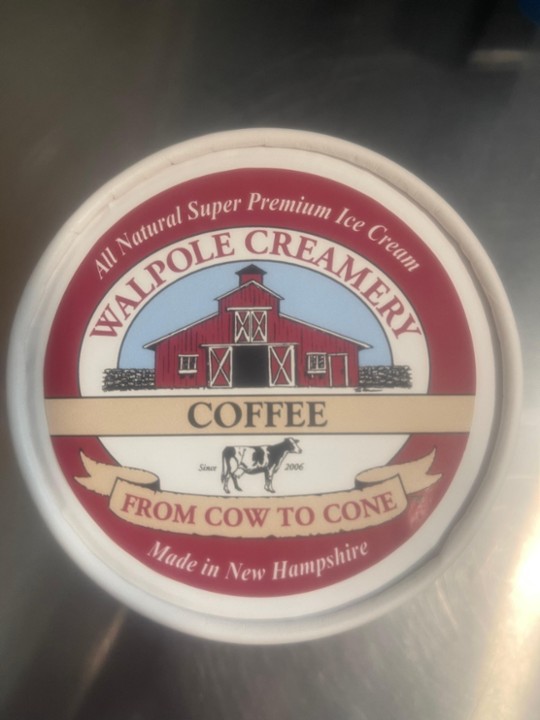 All Natural Super Premium Ice Cream
WALPOLE CREAMERY
COFFEE
Since 2006
FROM COW TO CONE
Made in New Hampshire